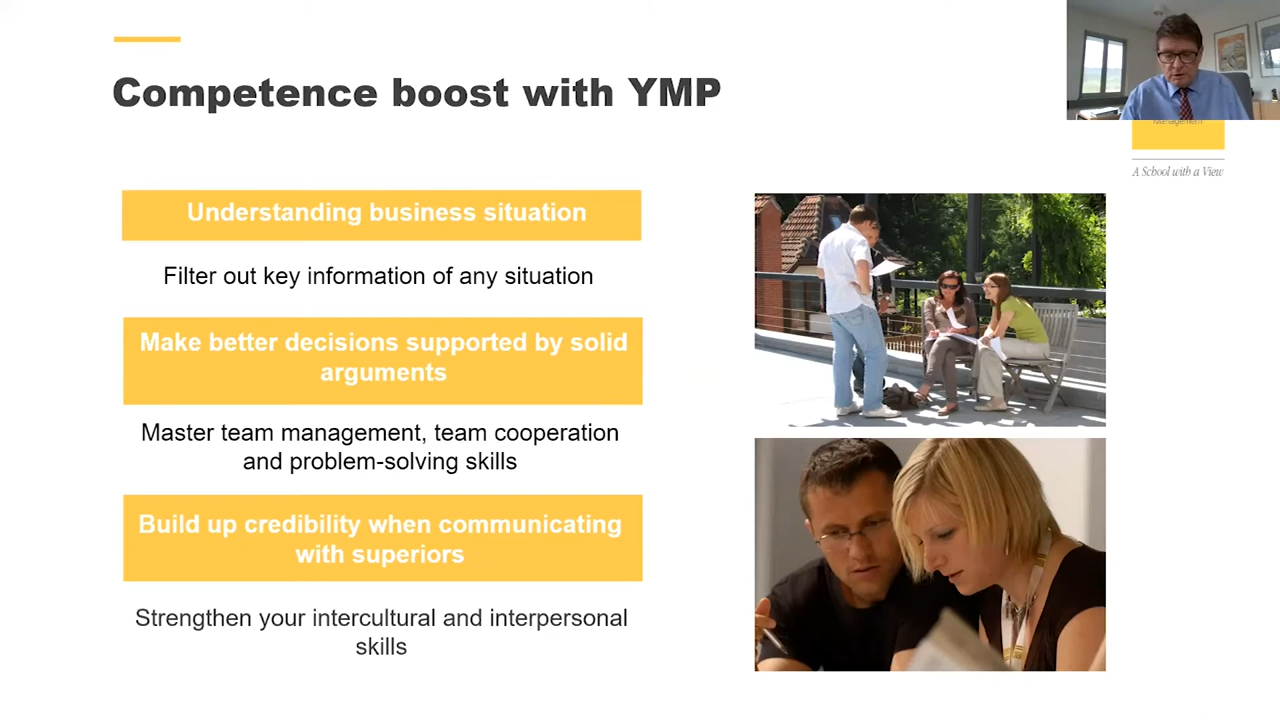 Competence boost with YMP
Management
A School with a View
Understanding business situation
Filter out key information of any situation
Make better decisions supported by solid
arguments
Master team management, team cooperation
and problem-solving skills
Build up credibility when communicating
with superiors
Strengthen your intercultural and interpersonal
skills